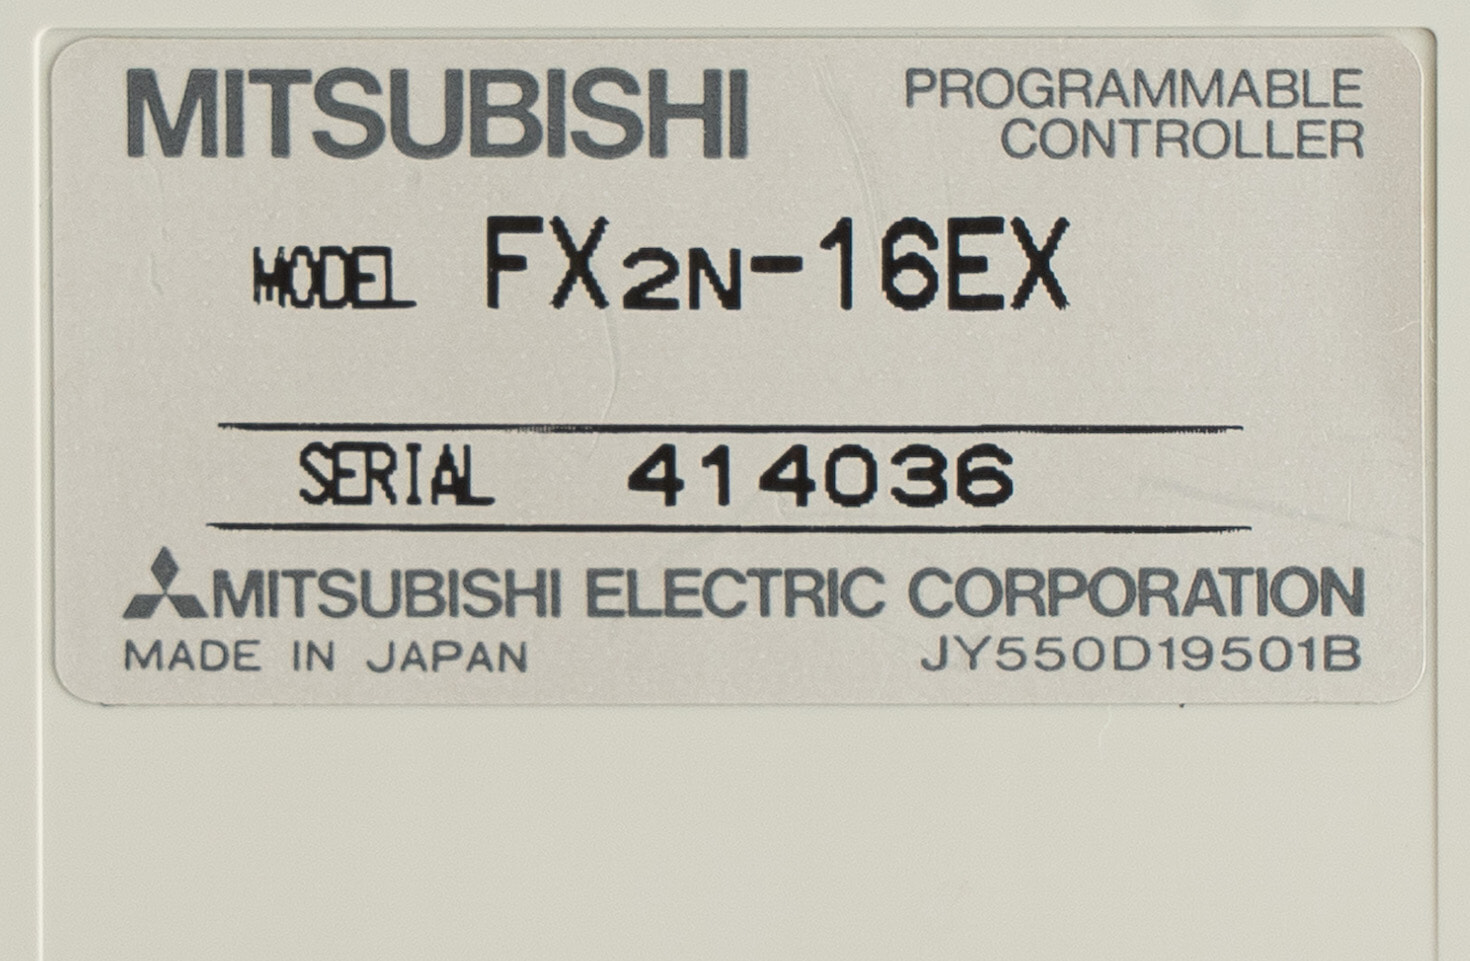 MITSUBISHI
PROGRAMMABLE
CONTROLLER
MODEL FX2N-16EX
SERIAL 414036
MITSUBISHI ELECTRIC CORPORATION
MADE IN JAPAN JY550D19501B